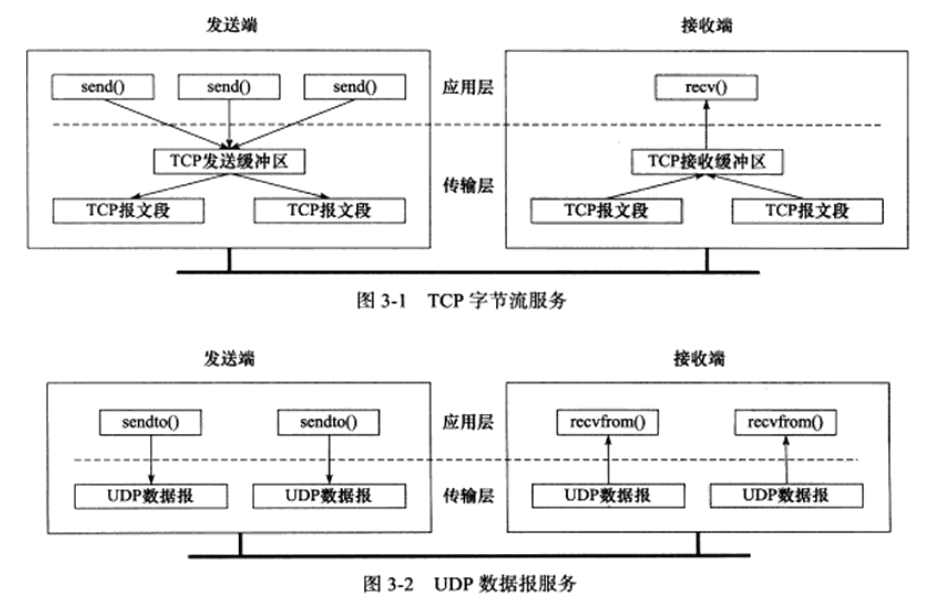 发送端 接收端
send() send() send() 应用层 recv()
TCP发送缓冲区 TCP接收缓冲区
传输层
TCP报文段 TCP报文段 TCP报文段 TCP报文段
图 3-1 TCP 字节流服务
发送端 接收端
sendto() sendto() 应用层 recvfrom() recvfrom()
UDP数据报 UDP数据报 传输层 UDP数据报 UDP数据报
图 3-2 UDP 数据报服务